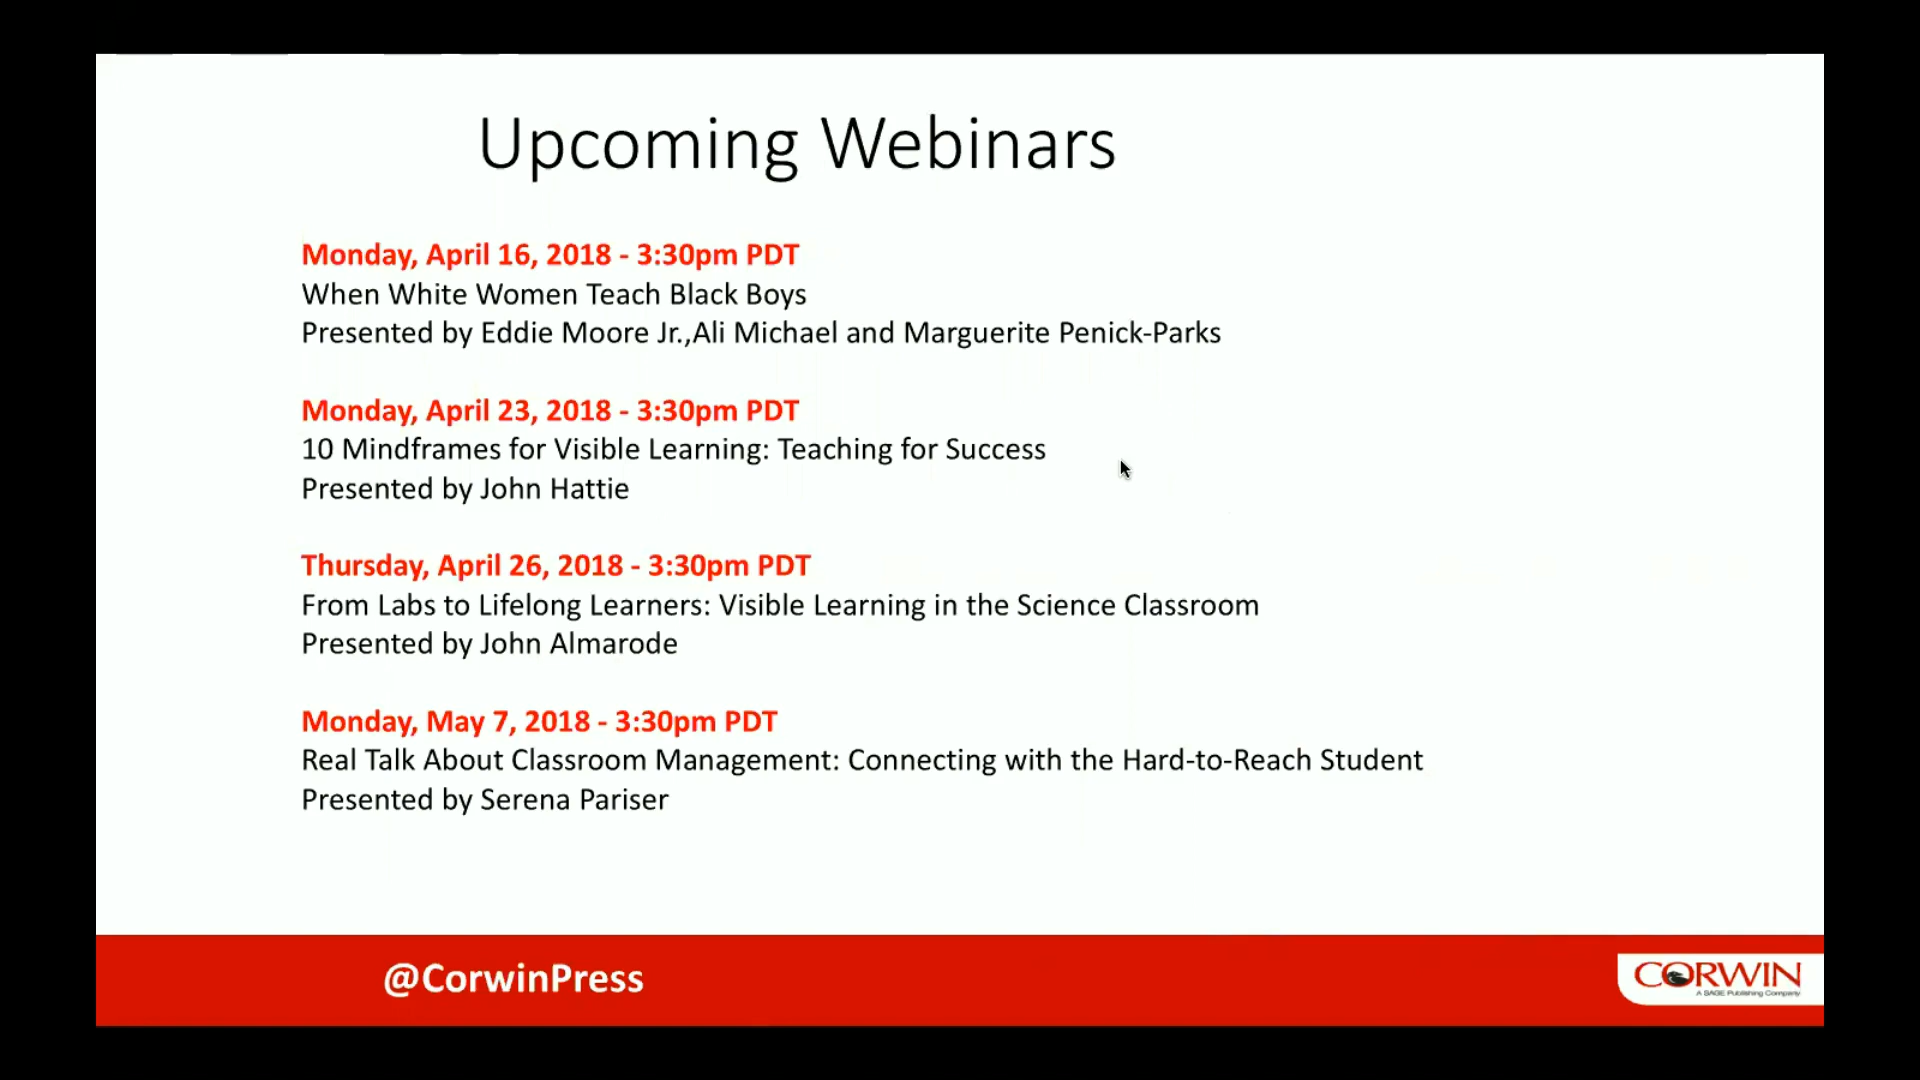 Upcoming Webinars
Monday, April 16, 2018 - 3:30pm PDT
When White Women Teach Black Boys
Presented by Eddie Moore Jr.,Ali Michael and Marguerite Penick-Parks
Monday, April 23, 2018 - 3:30pm PDT
10 Mindframes for Visible Learning: Teaching for Success
Presented by John Hattie
Thursday, April 26, 2018 - 3:30pm PDT
From Labs to Lifelong Learners: Visible Learning in the Science Classroom
Presented by John Almarode
Monday, May 7, 2018 - 3:30pm PDT
Real Talk About Classroom Management: Connecting with the Hard-to-Reach Student
Presented by Serena Pariser
@CorwinPress
CORWIN
A SAGE Publishing Company